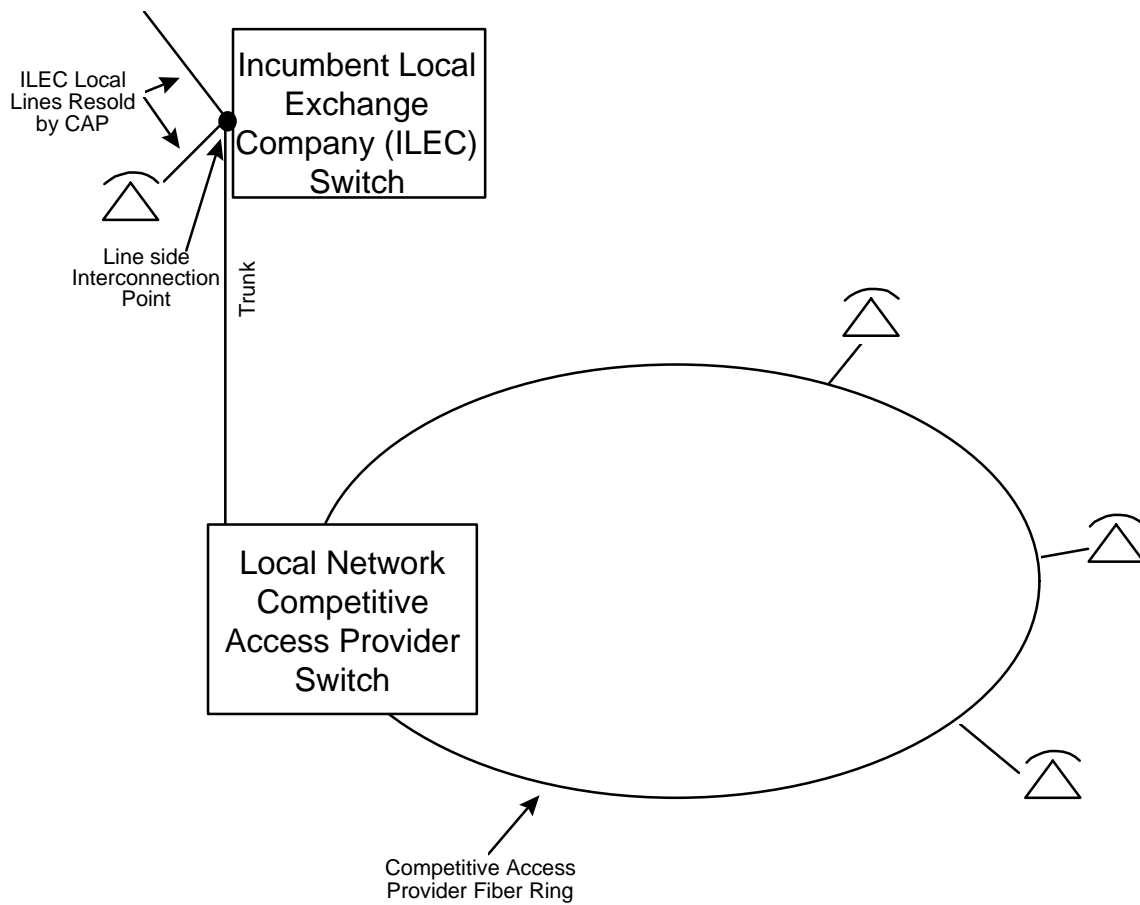 ILEC Local
Lines Resold
by CAP
Incumbent Local
Exchange
Company (ILEC)
Switch
Line side
Interconnection
Point
Trunk
Local Network
Competitive
Access Provider
Switch
Competitive Access
Provider Fiber Ring